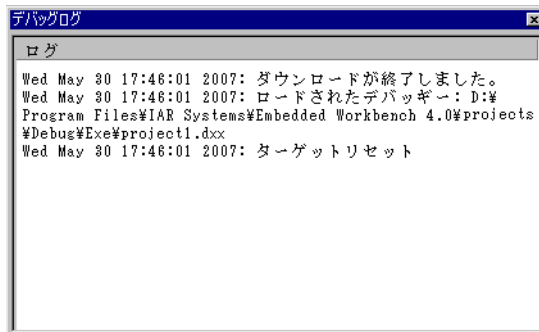 デバッグログ
ログ
Wed May 30 17:46:01 2007: ダウンロードが終了しました。
Wed May 30 17:46:01 2007: ロードされたデバッギー: D:¥
Program Files¥IAR Systems¥Embedded Workbench 4.0¥projects
¥Debug¥Exe¥project1.dxx
Wed May 30 17:46:01 2007: ターゲットリセット